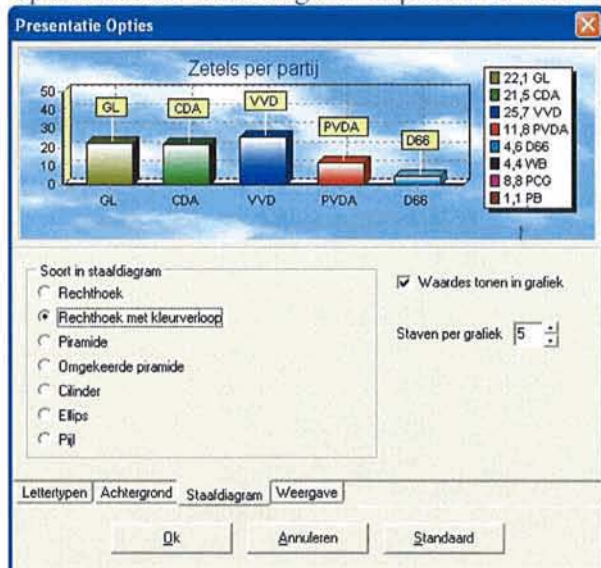 Presentatie Opties
Zetels per partij
50
40
30
20
10
0
GL
CDA
VVD
PVDA
D66
GL
CDA
VVD
PVDA
D66
22,1 GL
21,5 CDA
25,7 VVD
11,8 PVDA
4,6 D66
4,4 WB
8,8 PCG
1,1 PB
Soort in staafdiagram
Rechthoek
Rechthoek met kleurverloop
Piramide
Omgekeerde piramide
Cilinder
Ellips
Pijl
Waardes tonen in grafiek
Staven per grafiek 5
Lettertypen Achtergrond Staafdiagram Weergave
Ok Annuleren Standaard